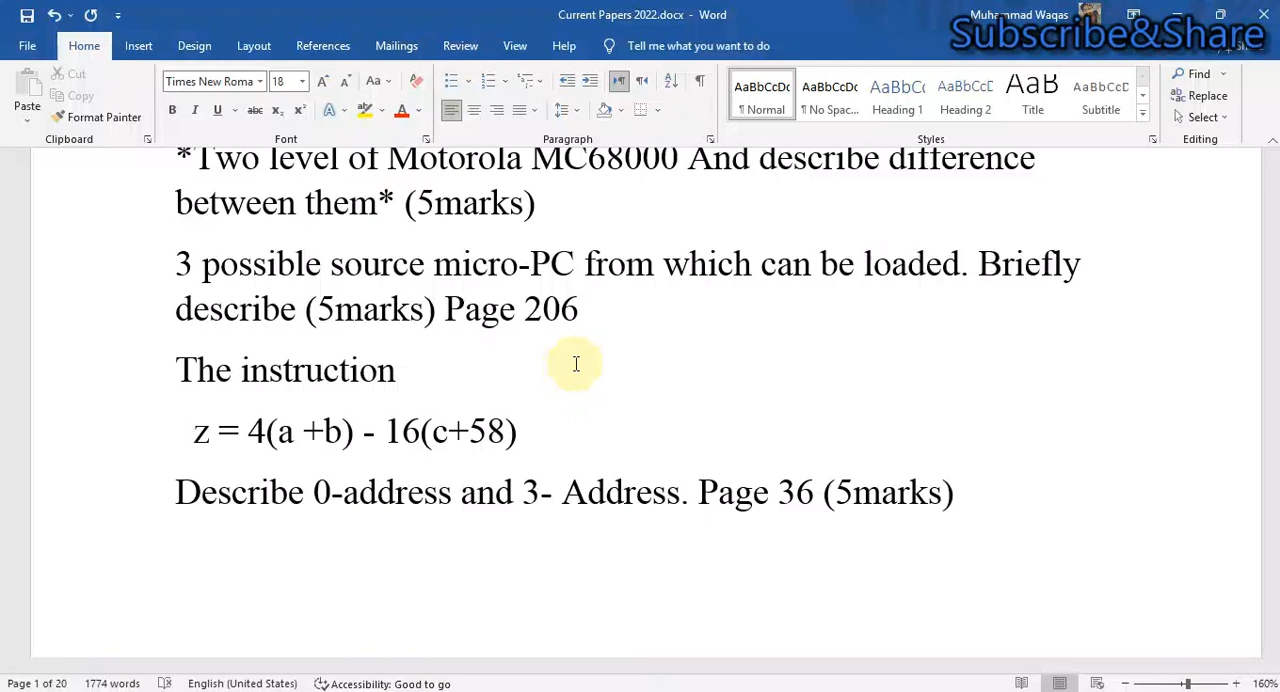 Current Papers 2022.docx - Word
Muhammad Waqas
Subscribe&Share
File Home Insert Design Layout References Mailings Review View Help Tell me what you want to do
Paste
Cut
Copy
Format Painter
Clipboard
Times New Roma 18
Font
Paragraph
AaBbCcDc AaBbCcDc AaBbCc AaBbCcD AaB AaBbCcD
¶ Normal ¶ No Spac... Heading 1 Heading 2 Title Subtitle
Styles
Find
Replace
Select
Editing
*Two level of Motorola MC68000 And describe difference
between them* (5marks)
3 possible source micro-PC from which can be loaded. Briefly
describe (5marks) Page 206
The instruction
z = 4(a +b) - 16(c+58)
Describe 0-address and 3- Address. Page 36 (5marks)
Page 1 of 20 1774 words English (United States) Accessibility: Good to go 160%